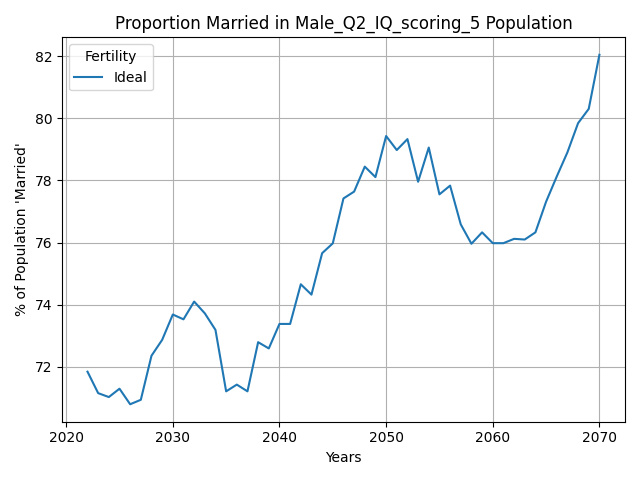 Proportion Married in Male_Q2_IQ_scoring_5 Population
Fertility
Ideal
% of Population 'Married'
82
80
78
76
74
72
2020
2030
2040
2050
2060
2070
Years